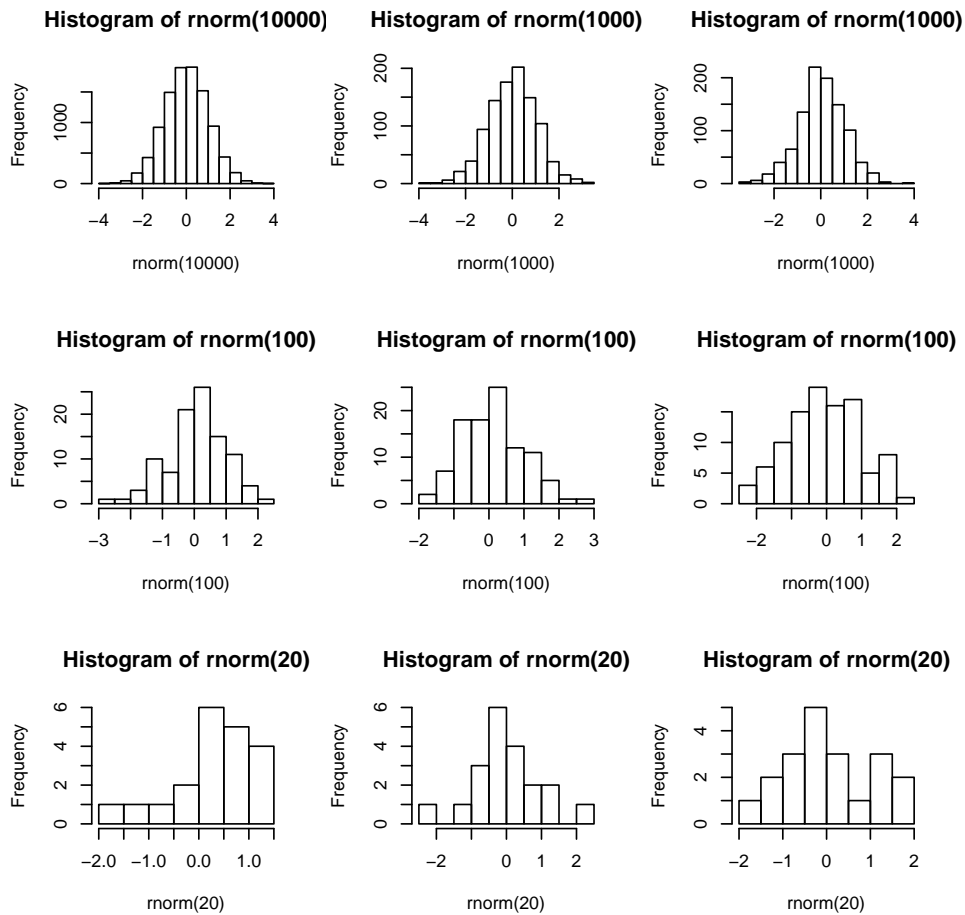 Histogram of rnorm(10000)
Frequency
0 1000
−4 −2 0 2 4
rnorm(10000)
Histogram of rnorm(1000)
Frequency
0 100 200
−4 −2 0 2
rnorm(1000)
Histogram of rnorm(1000)
Frequency
0 100 200
−2 0 2 4
rnorm(1000)
Histogram of rnorm(100)
Frequency
0 10 20
−3 −1 0 1 2
rnorm(100)
Histogram of rnorm(100)
Frequency
0 10 20
−2 0 1 2 3
rnorm(100)
Histogram of rnorm(100)
Frequency
0 5 10
−2 0 1 2
rnorm(100)
Histogram of rnorm(20)
Frequency
0 2 4 6
−2.0 −1.0 0.0 1.0
rnorm(20)
Histogram of rnorm(20)
Frequency
0 2 4 6
−2 0 1 2
rnorm(20)
Histogram of rnorm(20)
Frequency
0 2 4
−2 −1 0 1 2
rnorm(20)